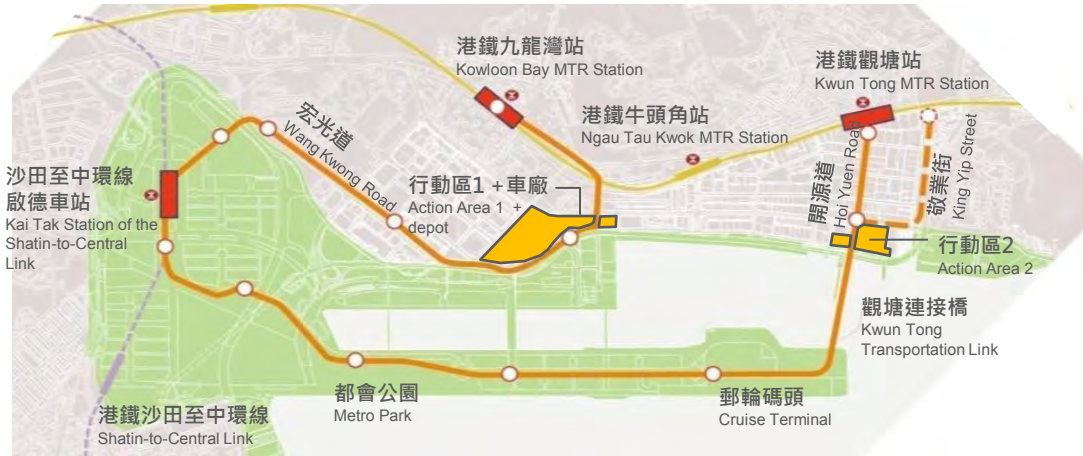 港鐵九龍灣站
Kowloon Bay MTR Station
港鐵觀塘站
Kwun Tong MTR Station
港鐵牛頭角站
Ngau Tau Kwok MTR Station
宏光道
Wang Kwong Road
開源道
Hoi Yuen Road
敬業街
King Yip Street
沙田至中環線
啟德車站
Kai Tak Station of the
Shatin-to-Central
Link
行動區1 +車廠
Action Area 1 +
depot
行動區2
Action Area 2
觀塘連接橋
Kwun Tong
Transportation Link
都會公園
Metro Park
郵輪碼頭
Cruise Terminal
港鐵沙田至中環線
Shatin-to-Central Link